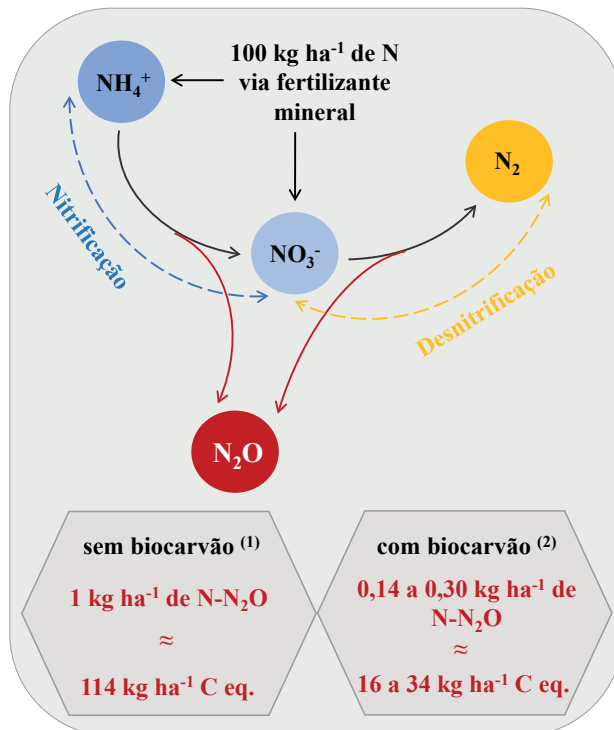 100 kg ha⁻¹ de N
via fertilizante
mineral
NH₄⁺
N₂
NO₃⁻
Nitrificação
Desnitrificação
N₂O
sem biocarvão ⁽¹⁾
1 kg ha⁻¹ de N-N₂O
≈
114 kg ha⁻¹ C eq.
com biocarvão ⁽²⁾
0,14 a 0,30 kg ha⁻¹ de
N-N₂O
≈
16 a 34 kg ha⁻¹ C eq.